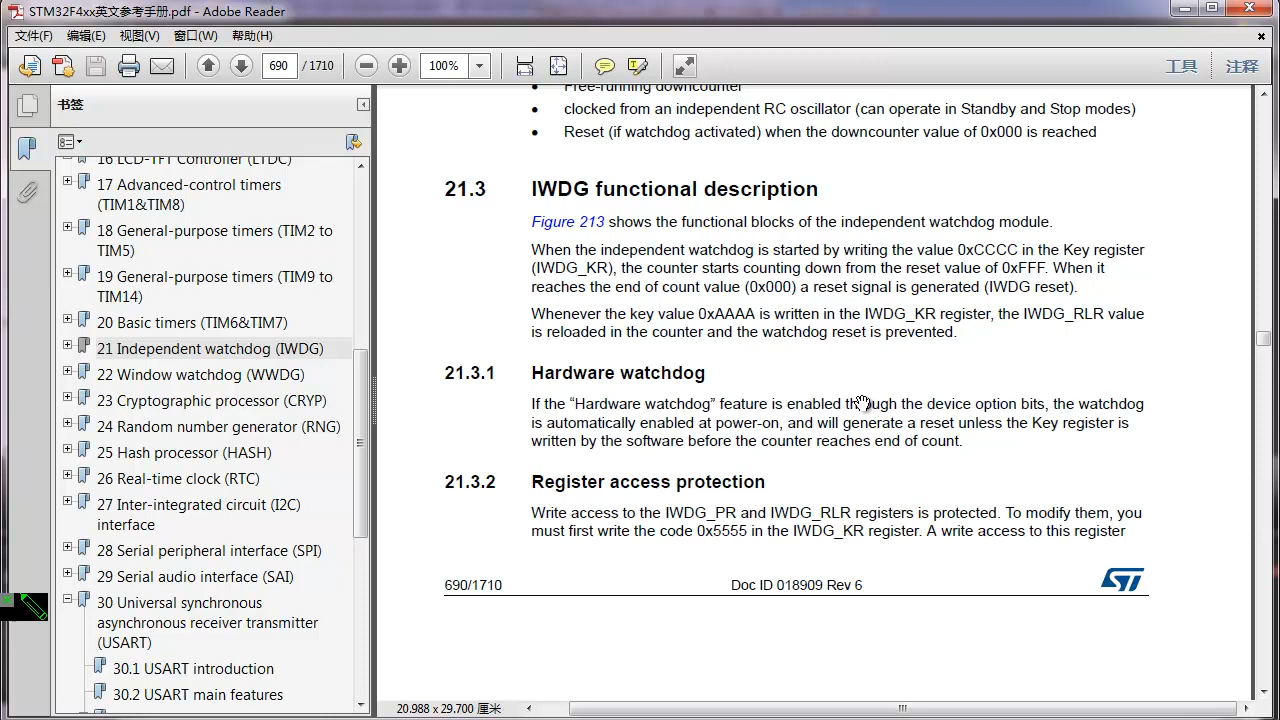 STM32F4xx英文参考手册.pdf - Adobe Reader
文件(F) 编辑(E) 视图(V) 窗口(W) 帮助(H)
690 / 1710 100% 工具 注释
书签
16 LCD-TFT Controller (LTDC)
17 Advanced-control timers
(TIM1&TIM8)
18 General-purpose timers (TIM2 to
TIM5)
19 General-purpose timers (TIM9 to
TIM14)
20 Basic timers (TIM6&TIM7)
21 Independent watchdog (IWDG)
22 Window watchdog (WWDG)
23 Cryptographic processor (CRYP)
24 Random number generator (RNG)
25 Hash processor (HASH)
26 Real-time clock (RTC)
27 Inter-integrated circuit (I2C)
interface
28 Serial peripheral interface (SPI)
29 Serial audio interface (SAI)
30 Universal synchronous
asynchronous receiver transmitter
(USART)
30.1 USART introduction
30.2 USART main features
Free-running downcounter
• clocked from an independent RC oscillator (can operate in Standby and Stop modes)
• Reset (if watchdog activated) when the downcounter value of 0x000 is reached
21.3 IWDG functional description
Figure 213 shows the functional blocks of the independent watchdog module.
When the independent watchdog is started by writing the value 0xCCCC in the Key register
(IWDG_KR), the counter starts counting down from the reset value of 0xFFF. When it
reaches the end of count value (0x000) a reset signal is generated (IWDG reset).
Whenever the key value 0xAAAA is written in the IWDG_KR register, the IWDG_RLR value
is reloaded in the counter and the watchdog reset is prevented.
21.3.1 Hardware watchdog
If the “Hardware watchdog” feature is enabled through the device option bits, the watchdog
is automatically enabled at power-on, and will generate a reset unless the Key register is
written by the software before the counter reaches end of count.
21.3.2 Register access protection
Write access to the IWDG_PR and IWDG_RLR registers is protected. To modify them, you
must first write the code 0x5555 in the IWDG_KR register. A write access to this register
690/1710 Doc ID 018909 Rev 6 ST
20.988 x 29.700 厘米